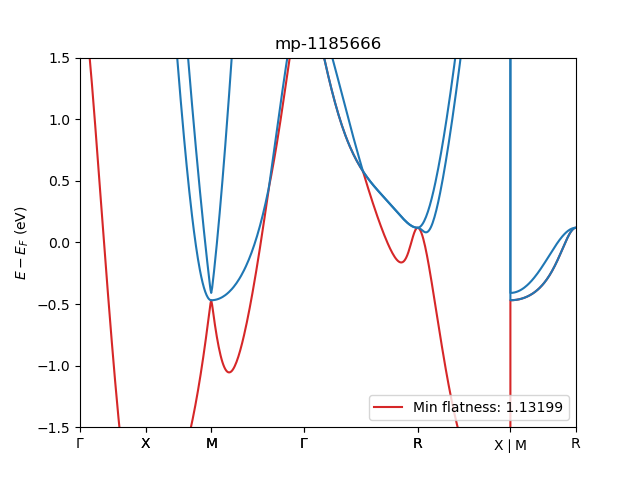 mp-1185666
E − E_F (eV)
1.5
1.0
0.5
0.0
−0.5
−1.0
−1.5
Min flatness: 1.13199
Γ X M Γ R X | M R